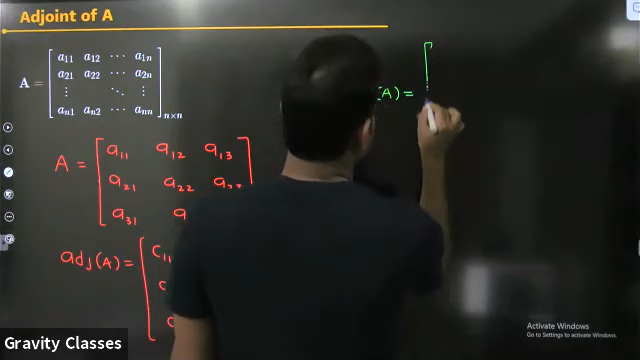 Adjoint of A
A = [ a11 a12 ⋯ a1n
a21 a22 ⋯ a2n
⋮ ⋱ ⋮
an1 an2 ⋯ ann ]n×n
A = [ a11 a12 a13
a21 a22 a23
a31 a
adj(A) = [ C11
C
C
(A) = [
Activate Windows
Go to Settings to activate Windows.
Gravity Classes